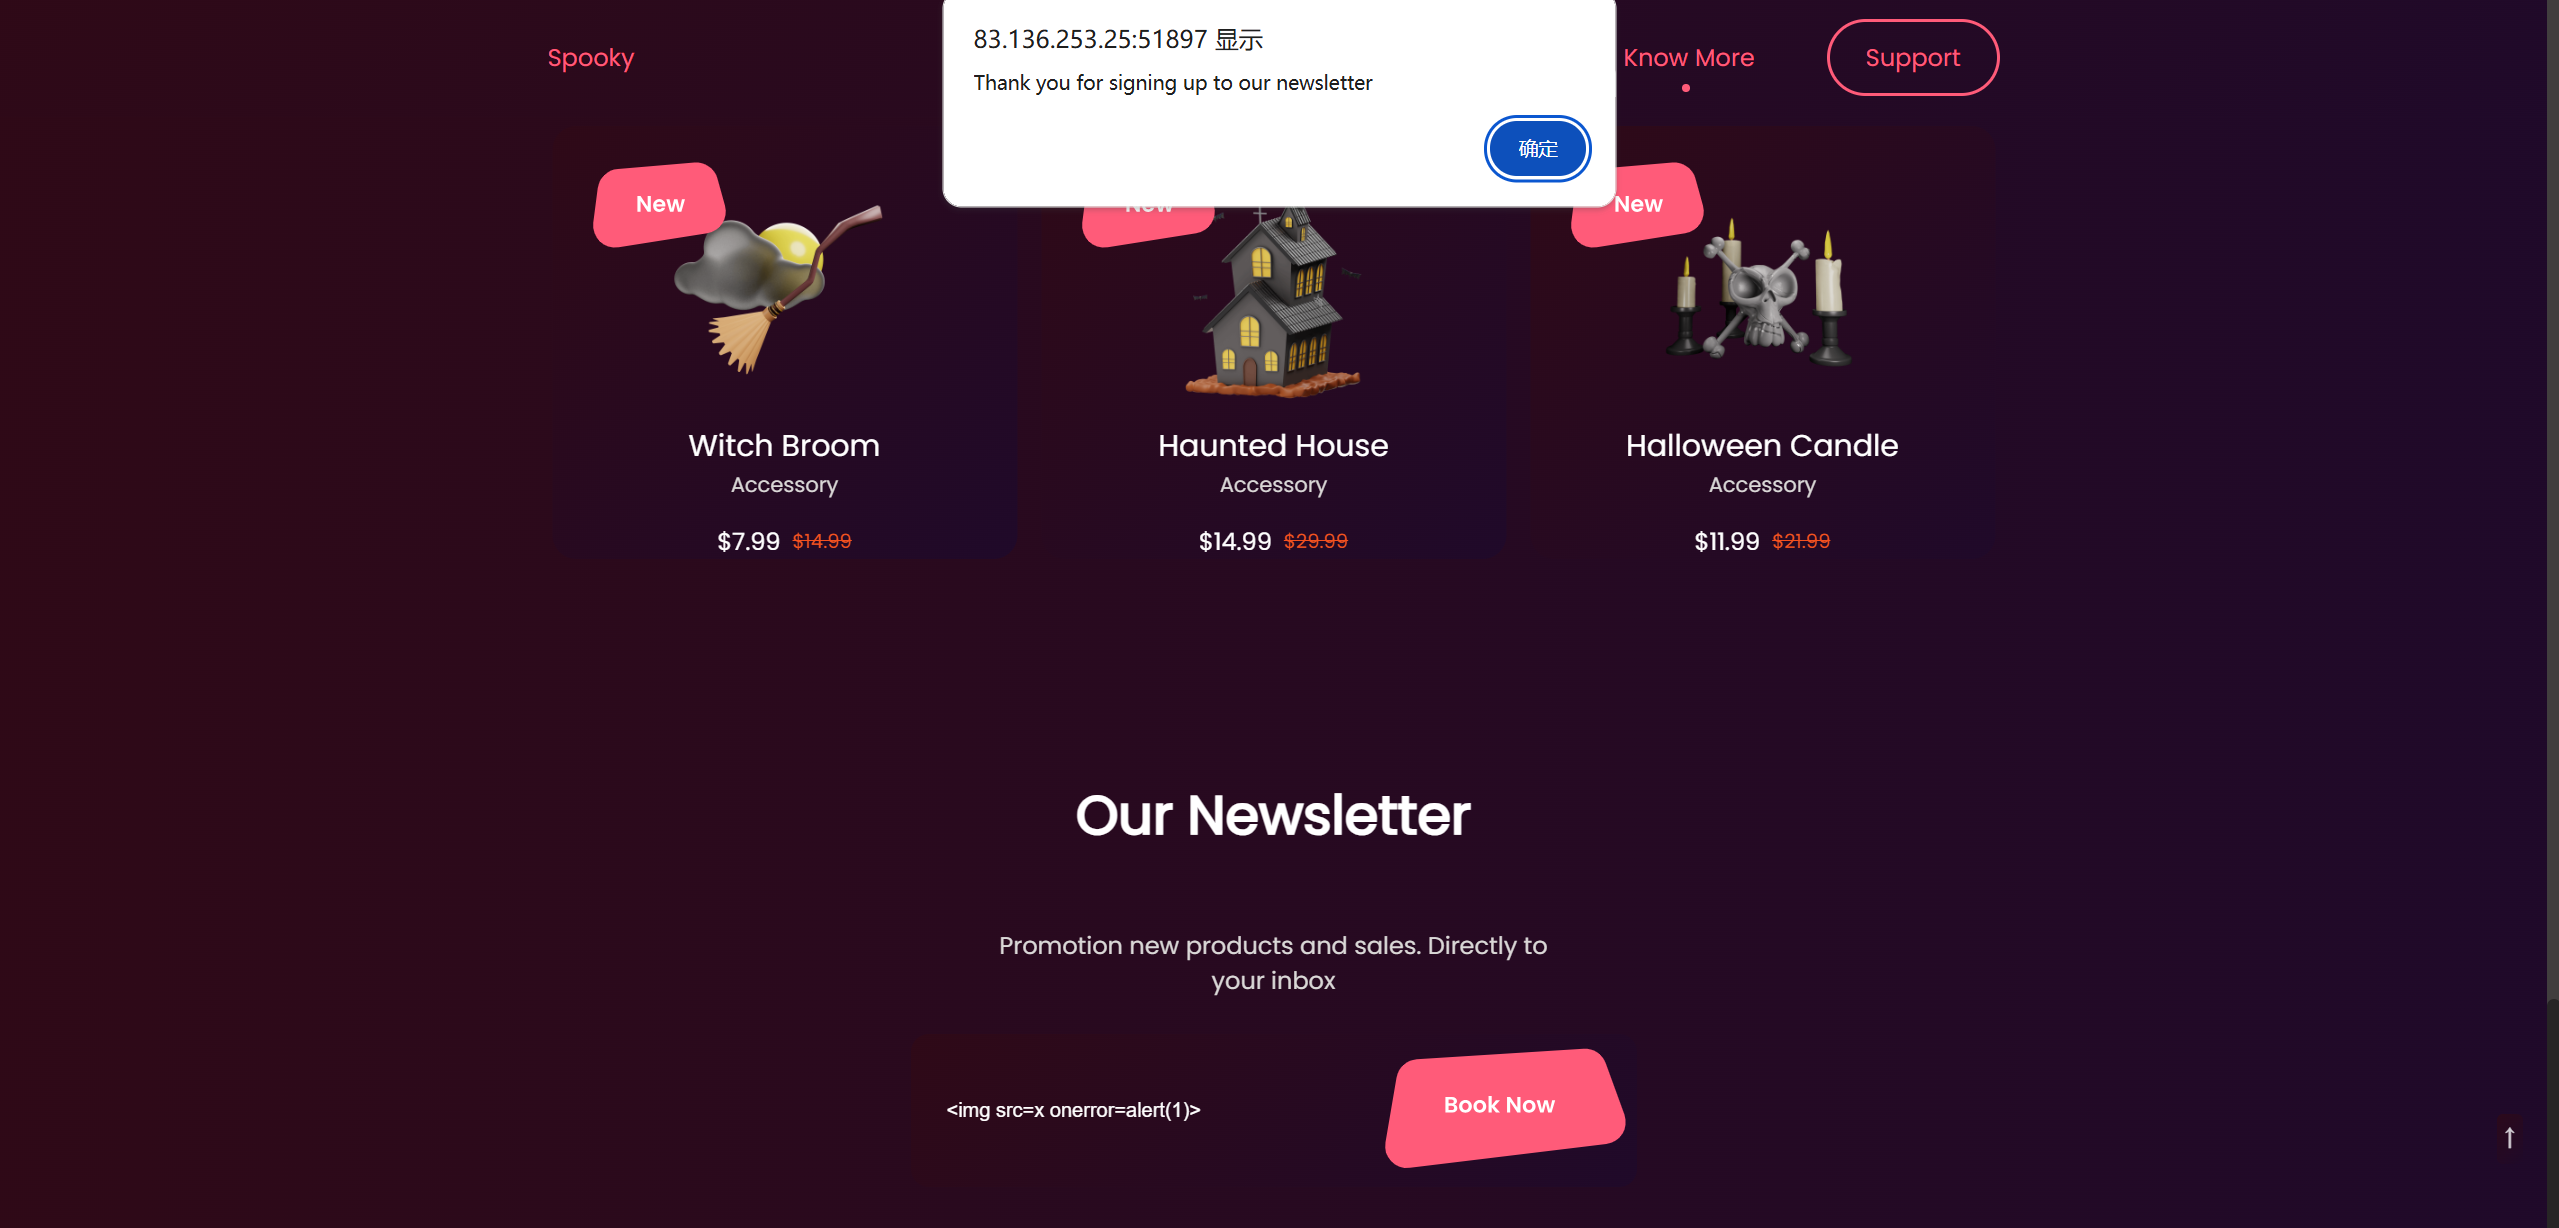 Spooky
Know More
Support
83.136.253.25:51897 显示
Thank you for signing up to our newsletter
确定
New
New
New
Witch Broom
Accessory
$7.99 $14.99
Haunted House
Accessory
$14.99 $29.99
Halloween Candle
Accessory
$11.99 $21.99
Our Newsletter
Promotion new products and sales. Directly to
your inbox
<img src=x onerror=alert(1)>
Book Now
↑